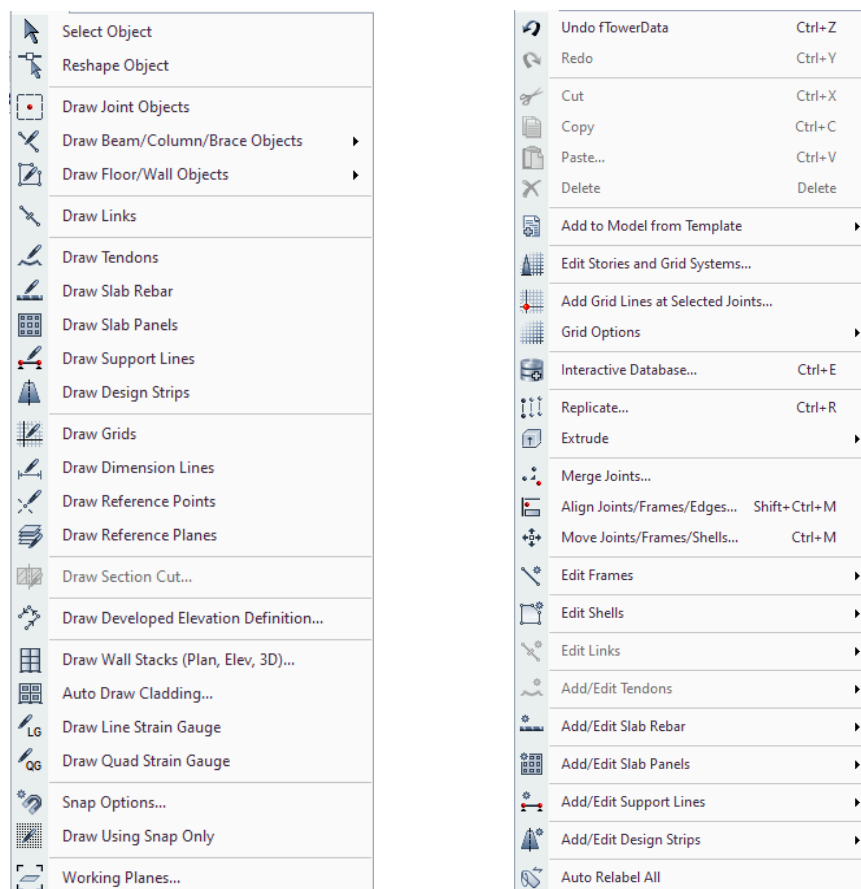 Select Object
Reshape Object
Draw Joint Objects
Draw Beam/Column/Brace Objects
Draw Floor/Wall Objects
Draw Links
Draw Tendons
Draw Slab Rebar
Draw Slab Panels
Draw Support Lines
Draw Design Strips
Draw Grids
Draw Dimension Lines
Draw Reference Points
Draw Reference Planes
Draw Section Cut...
Draw Developed Elevation Definition...
Draw Wall Stacks (Plan, Elev, 3D)...
Auto Draw Cladding...
LG Draw Line Strain Gauge
QG Draw Quad Strain Gauge
Snap Options...
Draw Using Snap Only
Working Planes...
Undo fTowerData Ctrl+Z
Redo Ctrl+Y
Cut Ctrl+X
Copy Ctrl+C
Paste... Ctrl+V
Delete Delete
Add to Model from Template
Edit Stories and Grid Systems...
Add Grid Lines at Selected Joints...
Grid Options
Interactive Database... Ctrl+E
Replicate... Ctrl+R
Extrude
Merge Joints...
Align Joints/Frames/Edges... Shift+Ctrl+M
Move Joints/Frames/Shells... Ctrl+M
Edit Frames
Edit Shells
Edit Links
Add/Edit Tendons
Add/Edit Slab Rebar
Add/Edit Slab Panels
Add/Edit Support Lines
Add/Edit Design Strips
Auto Relabel All